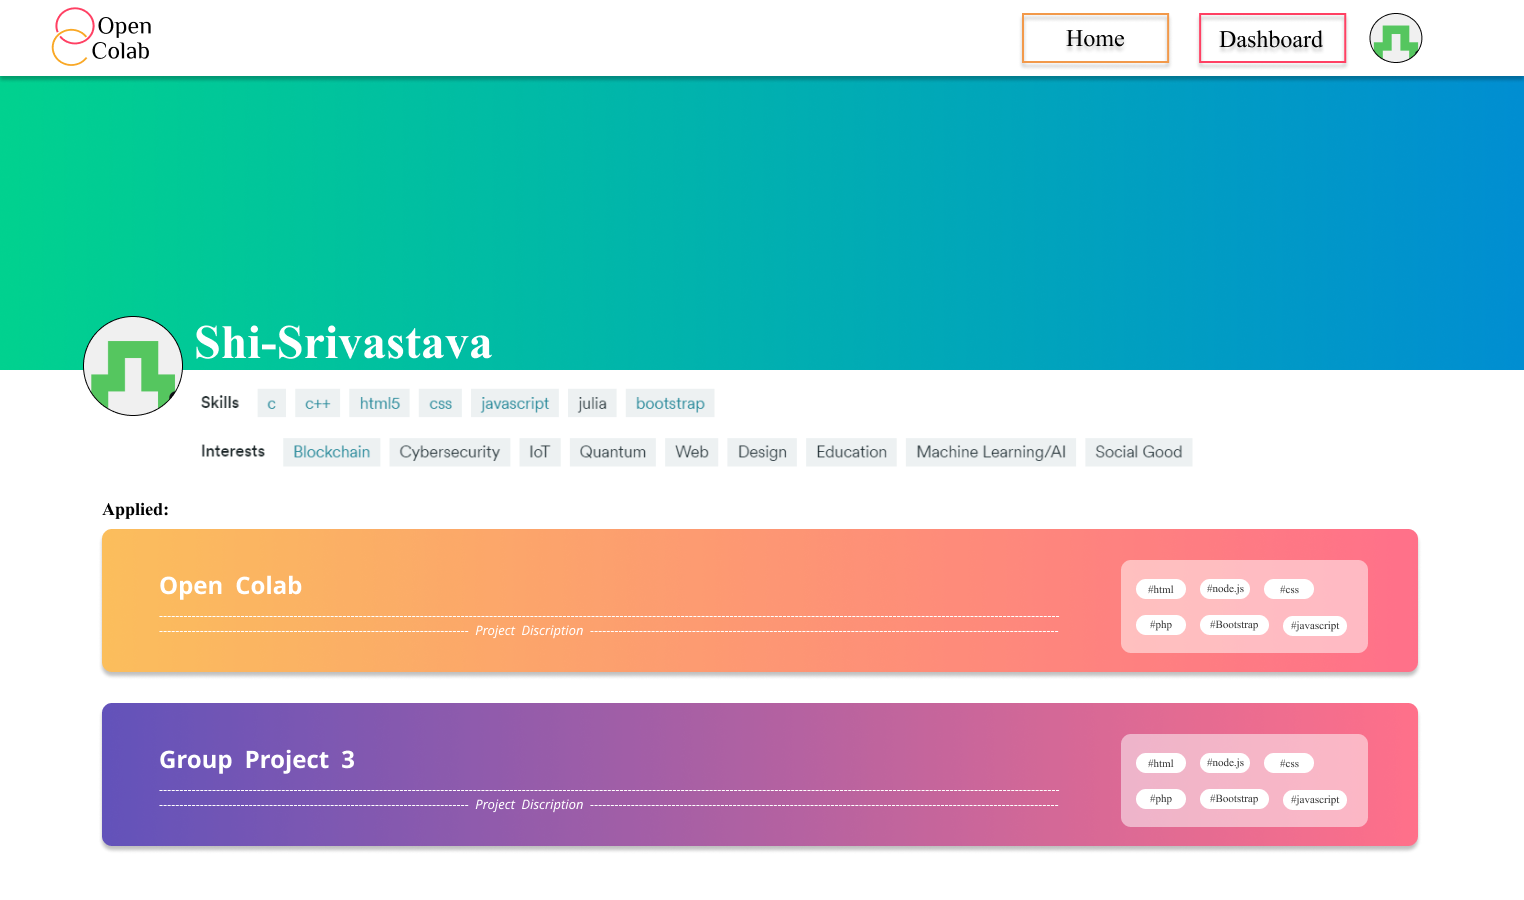 Open
Colab
Home
Dashboard
Shi-Srivastava
Skills c c++ html5 css javascript julia bootstrap
Interests Blockchain Cybersecurity IoT Quantum Web Design Education Machine Learning/AI Social Good
Applied:
Open Colab
Project Discription
#html #node.js #css
#php #Bootstrap #javascript
Group Project 3
Project Discription
#html #node.js #css
#php #Bootstrap #javascript